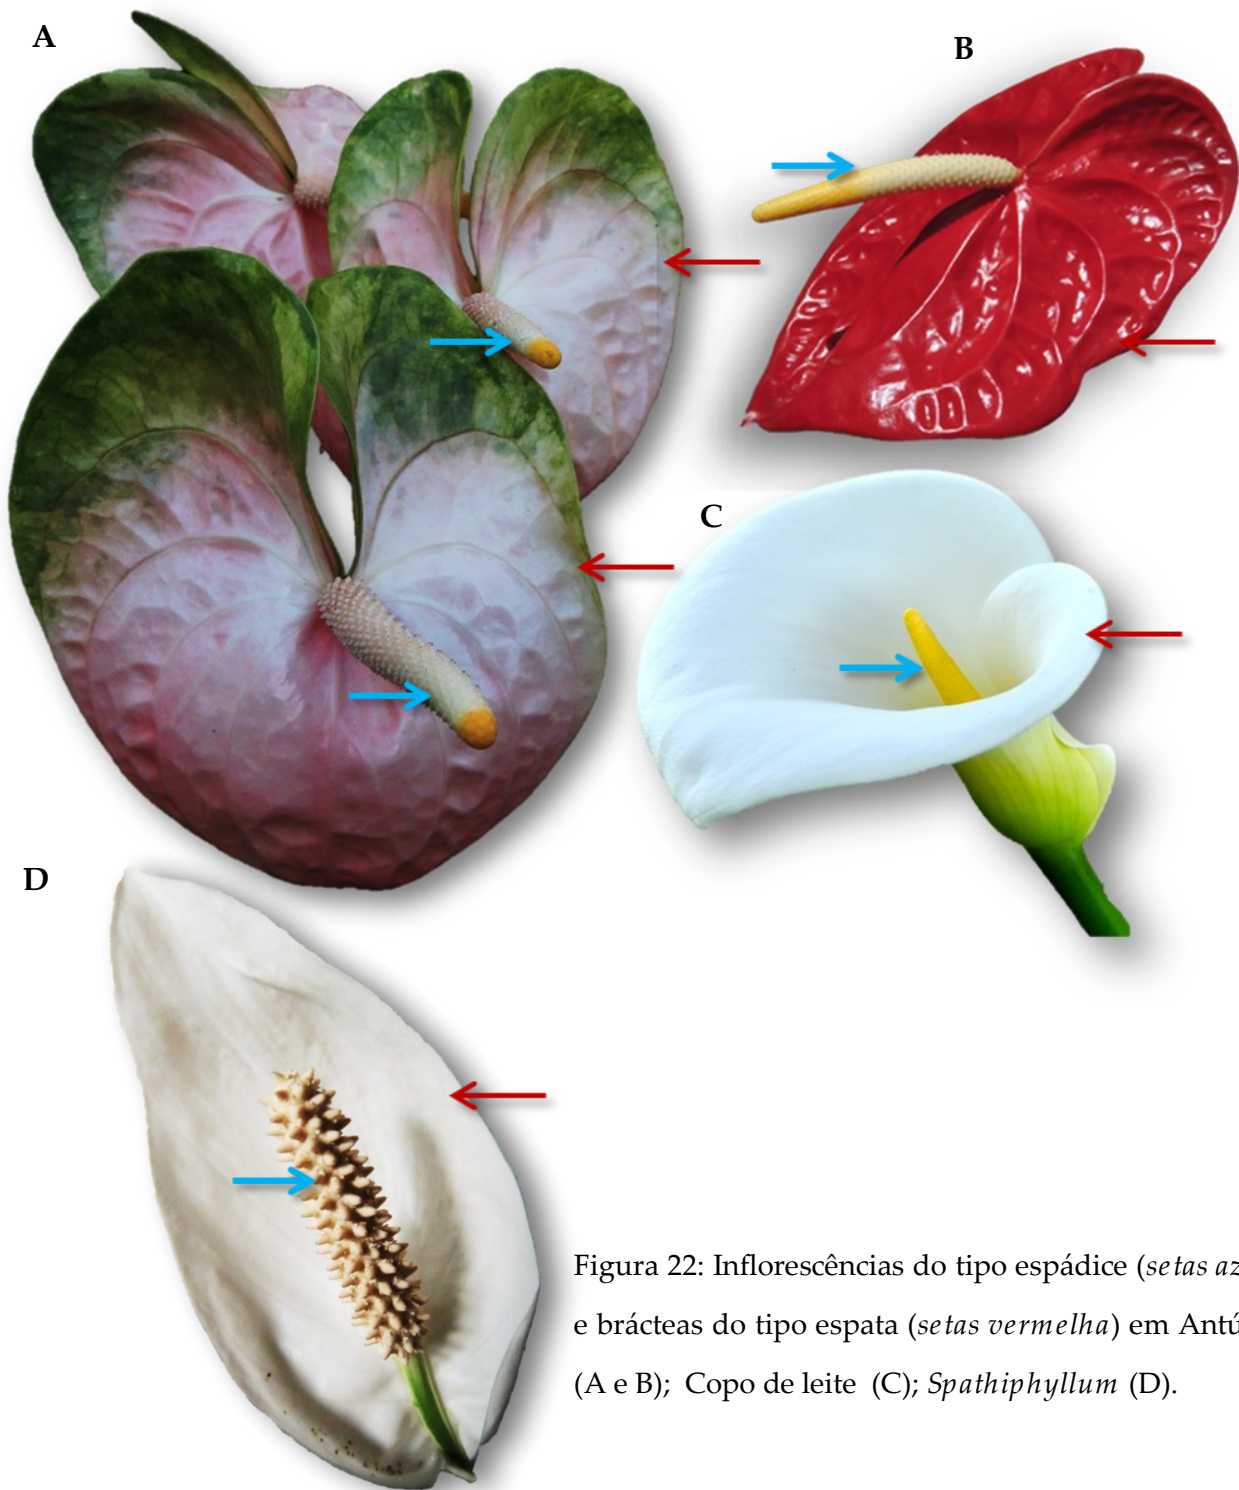 A
B
C
D
Figura 22: Inflorescências do tipo espádice (setas
e brácteas do tipo espata (setas vermelha) em
(A e B); Copo de leite (C); Spathiphyllum (D).